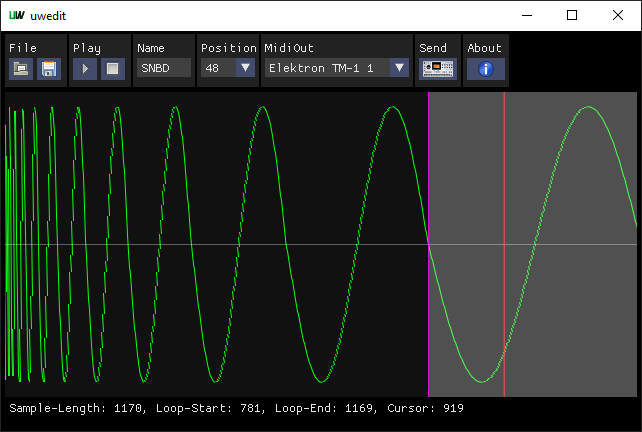 uw uwedit
File Play Name Position MidiOut Send About
SNBD 48 Elektron TM-1 1
Sample-Length: 1170, Loop-Start: 781, Loop-End: 1169, Cursor: 919